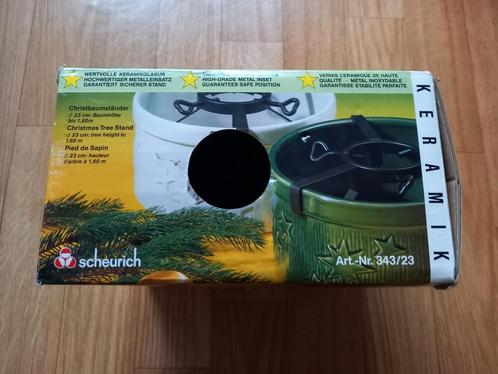 WERTVOLLE KERAMIKGLASUR
HOCHWERTIGER METALLEINSATZ
GARANTIERT SICHERER STAND
HIGH-GRADE METAL INSET
GUARANTEES SAFE POSITION
VERNIS CERAMIQUE DE HAUTE
QUALITÉ - MÉTAL INOXYDABLE
GARANTISSE STABILITÉ PARFAITE
Christbaumständer
∅ 23 cm: Baumhöhe
bis 1,60m
Christmas Tree Stand
∅ 23 cm: tree height to
1.60 m
Pied de Sapin
∅ 23 cm: hauteur
d'arbre à 1,60 m
scheurich
Art.-Nr. 343/23
KERAMIK